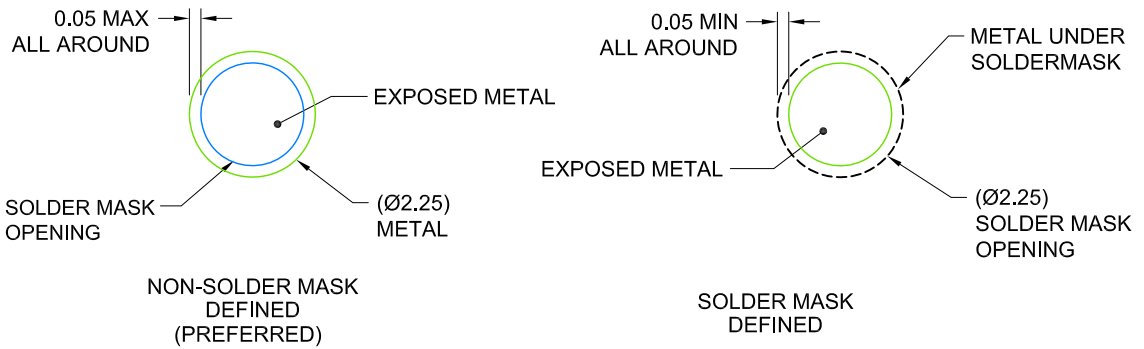 0.05 MAX
ALL AROUND
EXPOSED METAL
SOLDER MASK
OPENING
(Ø2.25)
METAL
NON-SOLDER MASK
DEFINED
(PREFERRED)
0.05 MIN
ALL AROUND
METAL UNDER
SOLDERMASK
EXPOSED METAL
(Ø2.25)
SOLDER MASK
OPENING
SOLDER MASK
DEFINED